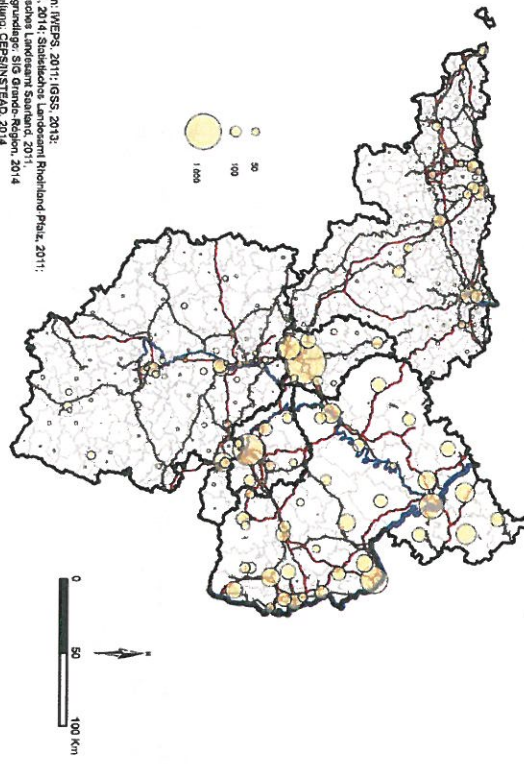 50
100
1 000
n: IWEPS, 2011; IGSS, 2013;
, 2014; Statistisches Landesamt Rheinland-Pfalz, 2011;
sches Landesamt Saarland, 2011,
grundlage: SIG Grande-Région, 2014
ellung: CEPS/INSTEAD, 2014
N
0 50 100 Km